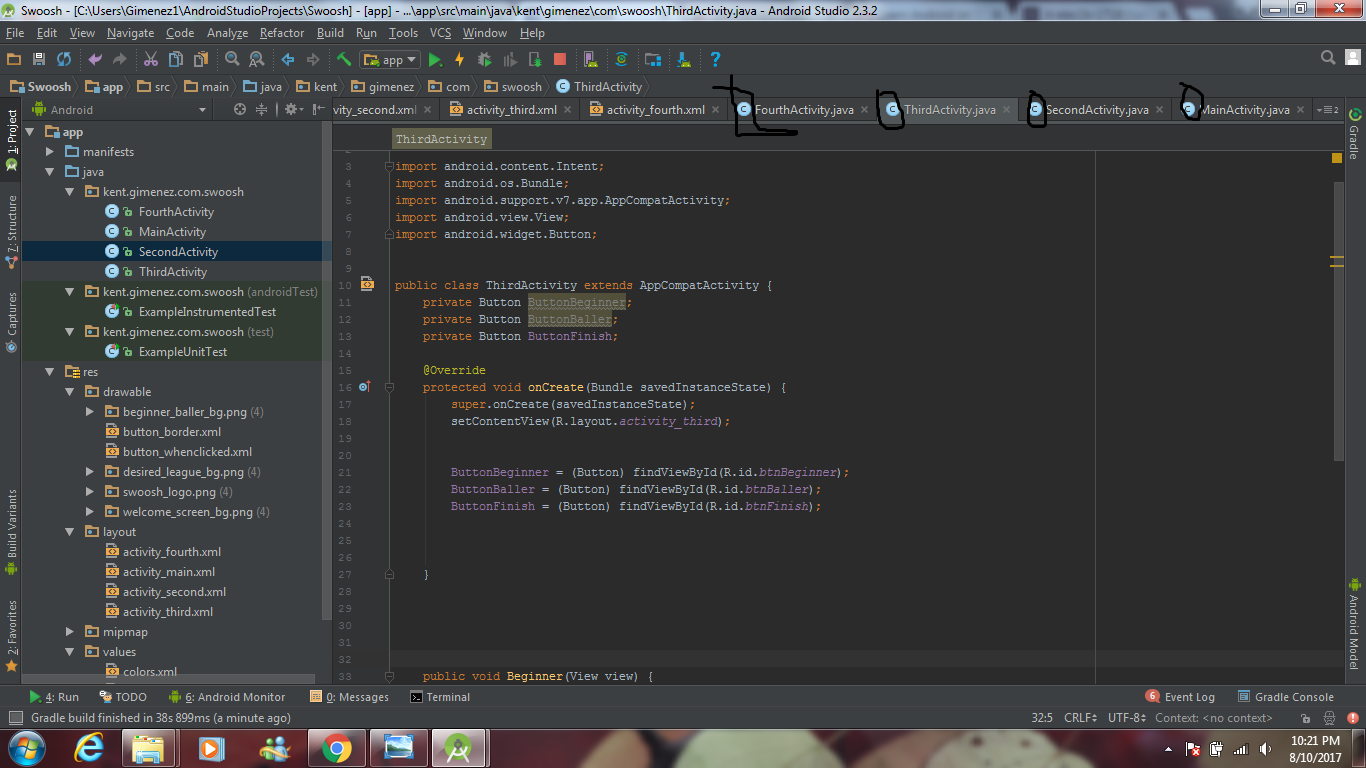 Swoosh - [C:\Users\Gimenez1\AndroidStudioProjects\Swoosh] - [app] - ...\app\src\main\java\kent\gimenez\com\swoosh\ThirdActivity.java - Android Studio 2.3.2
File Edit View Navigate Code Analyze Refactor Build Run Tools VCS Window Help
app
Swoosh app src main java kent gimenez com swoosh ThirdActivity
Android
vity_second.xml activity_third.xml activity_fourth.xml FourthActivity.java ThirdActivity.java SecondActivity.java MainActivity.java 2
ThirdActivity
1: Project
7: Structure
Captures
Build Variants
2: Favorites
app
manifests
java
kent.gimenez.com.swoosh
FourthActivity
MainActivity
SecondActivity
ThirdActivity
kent.gimenez.com.swoosh (androidTest)
ExampleInstrumentedTest
kent.gimenez.com.swoosh (test)
ExampleUnitTest
res
drawable
beginner_baller_bg.png (4)
button_border.xml
button_whenclicked.xml
desired_league_bg.png (4)
swoosh_logo.png (4)
welcome_screen_bg.png (4)
layout
activity_fourth.xml
activity_main.xml
activity_second.xml
activity_third.xml
mipmap
values
colors.xml
3 import android.content.Intent;
4 import android.os.Bundle;
5 import android.support.v7.app.AppCompatActivity;
6 import android.view.View;
7 import android.widget.Button;
8
9
10 public class ThirdActivity extends AppCompatActivity {
11 private Button ButtonBeginner;
12 private Button ButtonBaller;
13 private Button ButtonFinish;
14
15 @Override
16 protected void onCreate(Bundle savedInstanceState) {
17 super.onCreate(savedInstanceState);
18 setContentView(R.layout.activity_third);
19
20
21 ButtonBeginner = (Button) findViewById(R.id.btnBeginner);
22 ButtonBaller = (Button) findViewById(R.id.btnBaller);
23 ButtonFinish = (Button) findViewById(R.id.btnFinish);
24
25
26
27 }
28
29
30
31
32
33 public void Beginner(View view) {
Gradle
Android Model
4: Run TODO 6: Android Monitor 0: Messages Terminal 6 Event Log Gradle Console
Gradle build finished in 38s 899ms (a minute ago) 32:5 CRLF UTF-8 Context: <no context>
10:21 PM
8/10/2017